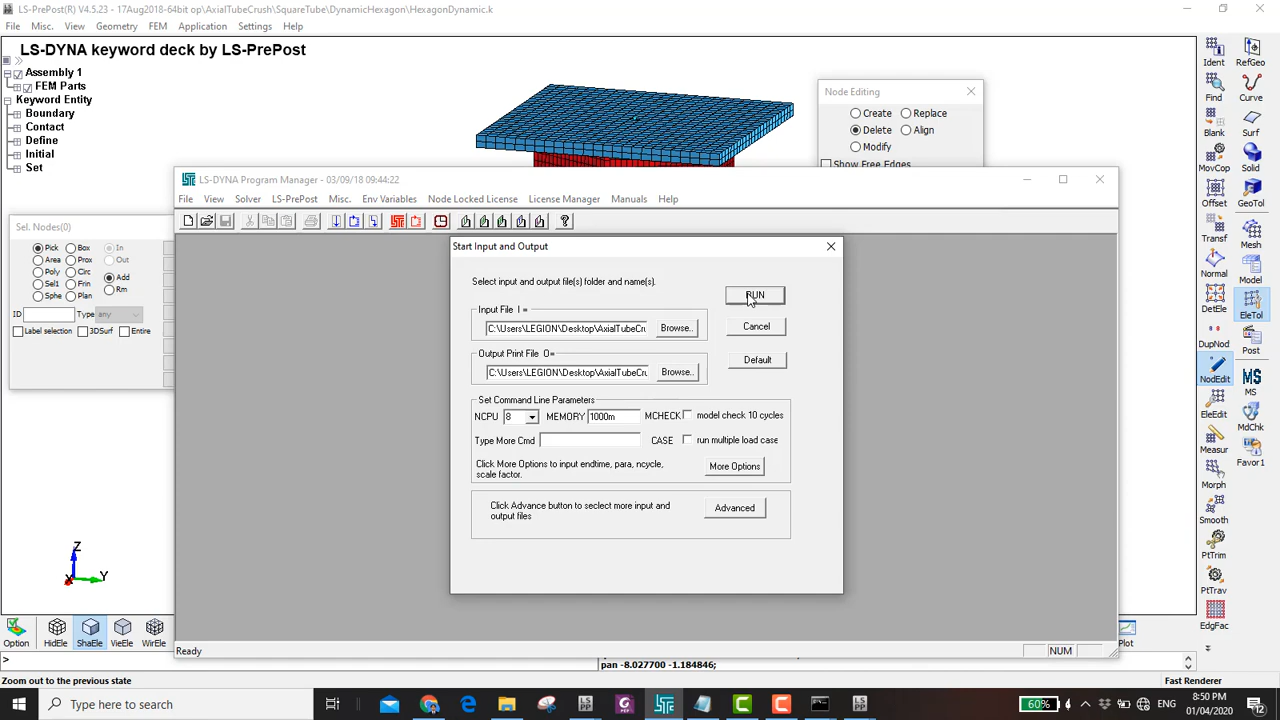 LS-PrePost(R) V4.5.23 - 17Aug2018-64bit op\AxialTubeCrush\SquareTube\DynamicHexagon\HexagonDynamic.k
File Misc. View Geometry FEM Application Settings Help
LS-DYNA keyword deck by LS-PrePost
Assembly 1
FEM Parts
Keyword Entity
Boundary
Contact
Define
Initial
Set
Node Editing
Create Replace
Delete Align
Modify
Show Free Edges
Sel. Nodes(0)
Pick Box In
Area Prox Out
Poly Circ Add
Sel1 Frin Rm
Sphe Plan
ID Type any
Label selection 3DSurf Entire
LS-DYNA Program Manager - 03/09/18 09:44:22
File View Solver LS-PrePost Misc. Env Variables Node Locked License License Manager Manuals Help
Start Input and Output
Select input and output file(s) folder and name(s).
RUN
Input File I =
C:\Users\LEGION\Desktop\AxialTubeCru Browse..
Cancel
Output Print File O=
C:\Users\LEGION\Desktop\AxialTubeCru Browse..
Default
Set Command Line Parameters
NCPU 8 MEMORY 1000m MCHECK model check 10 cycles
Type More Cmd CASE run multiple load case
Click More Options to input endtime, para, ncycle,
scale factor.
More Options
Click Advance button to seclect more input and
output files
Advanced
Ready NUM
Ident RefGeo
Find Curve
Blank Surf
MovCop Solid
Offset GeoTol
Transf Mesh
Normal Model
DetEle EleTol
DupNod Post
NodEdit MS
EleEdit MdChk
Measur Favor1
Morph
Smooth
PtTrim
PtTrav
EdgFac
X Y Z
Option HidEle ShaEle VieEle WirEle Plot
>
pan -8.027700 -1.184846;
Zoom out to the previous state Fast Renderer
Type here to search
60%
8:50 PM
01/04/2020
12